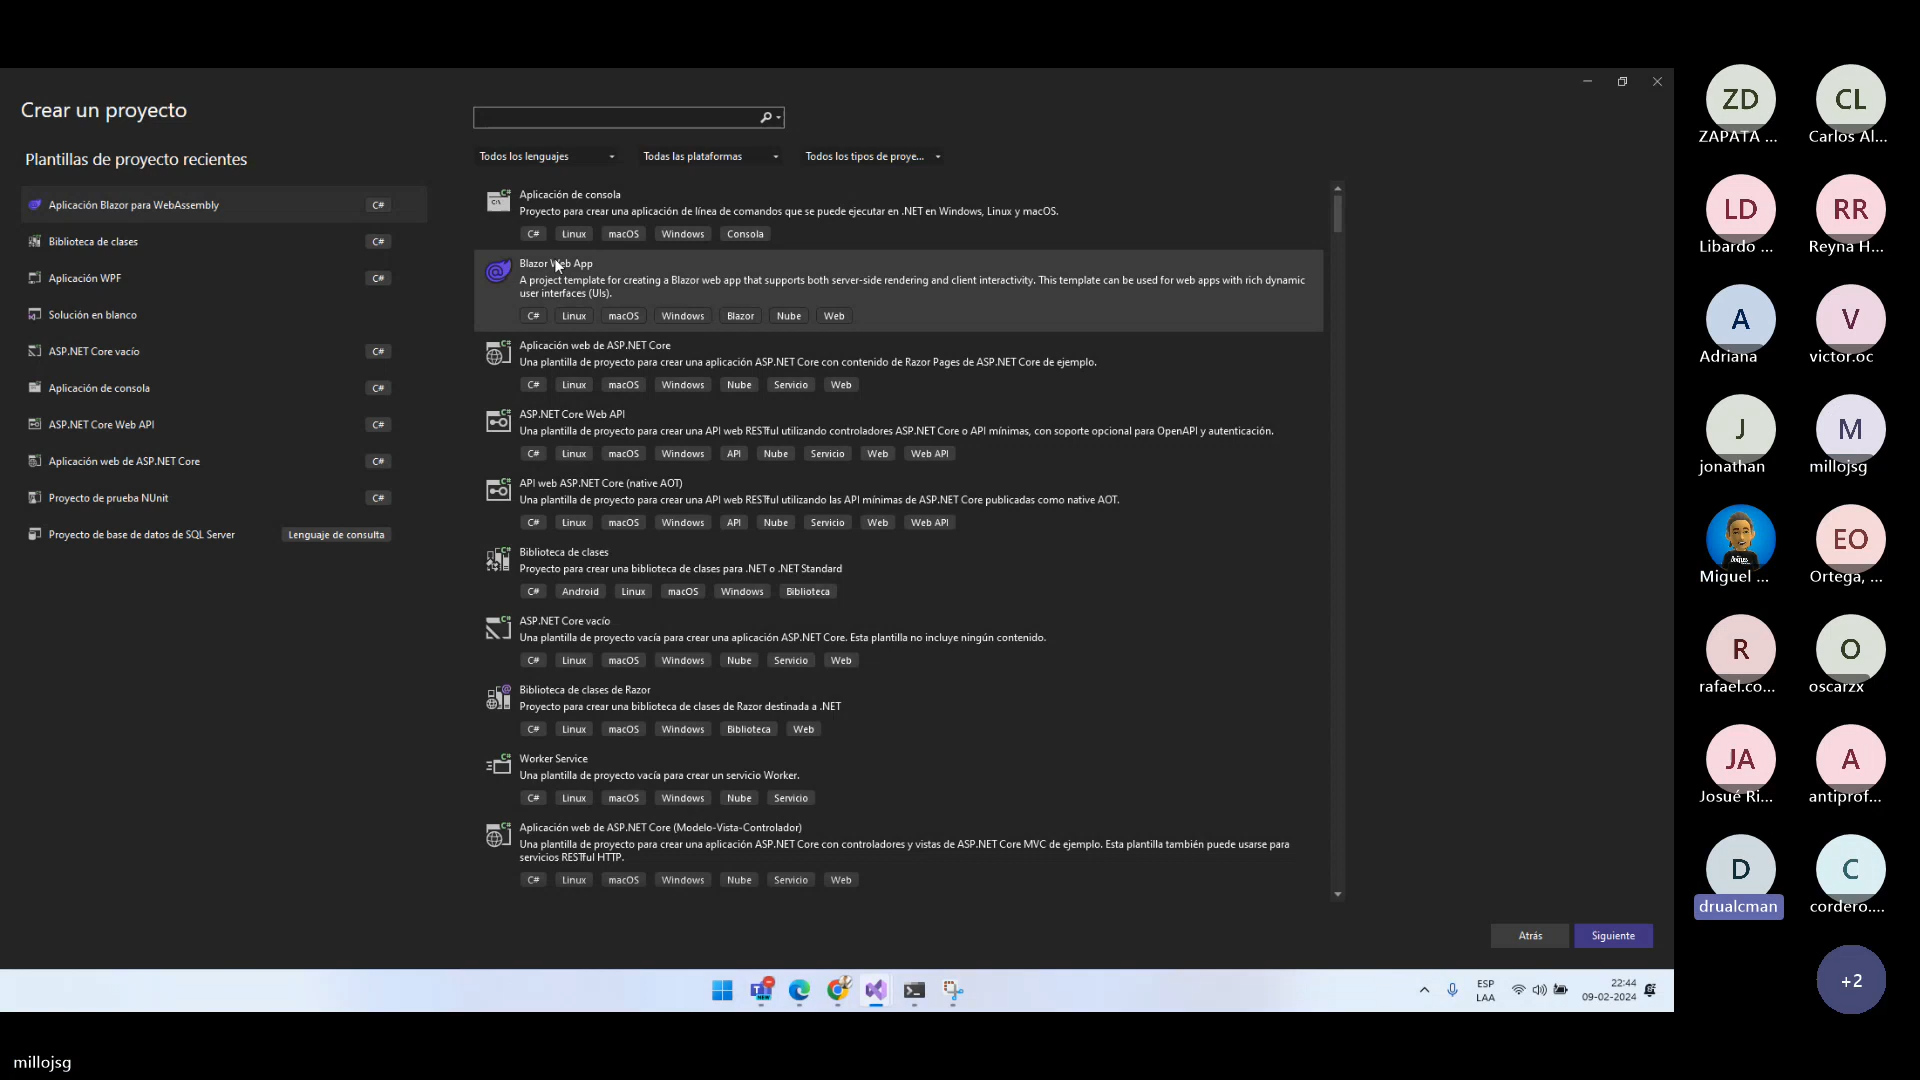 Crear un proyecto
Plantillas de proyecto recientes
Aplicación Blazor para WebAssembly C#
Biblioteca de clases C#
Aplicación WPF C#
Solución en blanco
ASP.NET Core vacío C#
Aplicación de consola C#
ASP.NET Core Web API C#
Aplicación web de ASP.NET Core C#
Proyecto de prueba NUnit C#
Proyecto de base de datos de SQL Server Lenguaje de consulta
Todos los lenguajes Todas las plataformas Todos los tipos de proye...
Aplicación de consola
Proyecto para crear una aplicación de línea de comandos que se puede ejecutar en .NET en Windows, Linux y macOS.
C# Linux macOS Windows Consola
Blazor Web App
A project template for creating a Blazor web app that supports both server-side rendering and client interactivity. This template can be used for web apps with rich dynamic
user interfaces (UIs).
C# Linux macOS Windows Blazor Nube Web
Aplicación web de ASP.NET Core
Una plantilla de proyecto para crear una aplicación ASP.NET Core con contenido de Razor Pages de ASP.NET Core de ejemplo.
C# Linux macOS Windows Nube Servicio Web
ASP.NET Core Web API
Una plantilla de proyecto para crear una API web RESTful utilizando controladores ASP.NET Core o API mínimas, con soporte opcional para OpenAPI y autenticación.
C# Linux macOS Windows API Nube Servicio Web Web API
API web ASP.NET Core (native AOT)
Una plantilla de proyecto para crear una API web RESTful utilizando las API mínimas de ASP.NET Core publicadas como native AOT.
C# Linux macOS Windows API Nube Servicio Web Web API
Biblioteca de clases
Proyecto para crear una biblioteca de clases para .NET o .NET Standard
C# Android Linux macOS Windows Biblioteca
ASP.NET Core vacío
Una plantilla de proyecto vacía para crear una aplicación ASP.NET Core. Esta plantilla no incluye ningún contenido.
C# Linux macOS Windows Nube Servicio Web
Biblioteca de clases de Razor
Proyecto para crear una biblioteca de clases de Razor destinada a .NET
C# Linux macOS Windows Biblioteca Web
Worker Service
Una plantilla de proyecto vacía para crear un servicio Worker.
C# Linux macOS Windows Nube Servicio
Aplicación web de ASP.NET Core (Modelo-Vista-Controlador)
Una plantilla de proyecto para crear una aplicación ASP.NET Core con controladores y vistas de ASP.NET Core MVC de ejemplo. Esta plantilla también puede usarse para
servicios RESTful HTTP.
C# Linux macOS Windows Nube Servicio Web
Atrás Siguiente
ESP
LAA
22:44
09-02-2024
ZD CL
ZAPATA ... Carlos Al...
LD RR
Libardo ... Reyna H...
A V
Adriana victor.oc
J M
jonathan millojsg
EO
Miguel ... Ortega, ...
R O
rafael.co... oscarzx
JA A
Josué Ri... antiprof...
D C
drualcman cordero....
+2
millojsg